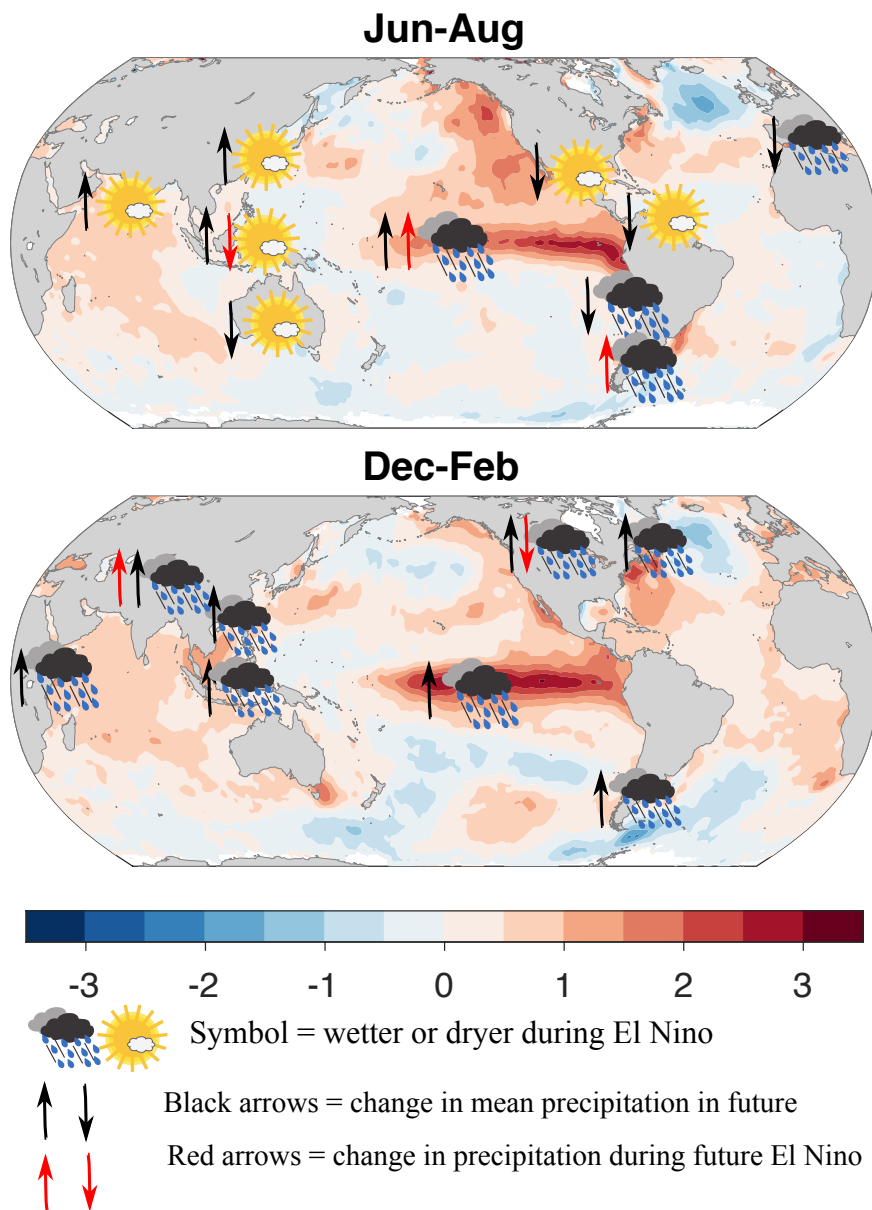 Jun-Aug
Dec-Feb
-3 -2 -1 0 1 2 3
Symbol = wetter or dryer during El Nino
Black arrows = change in mean precipitation in future
Red arrows = change in precipitation during future El Nino